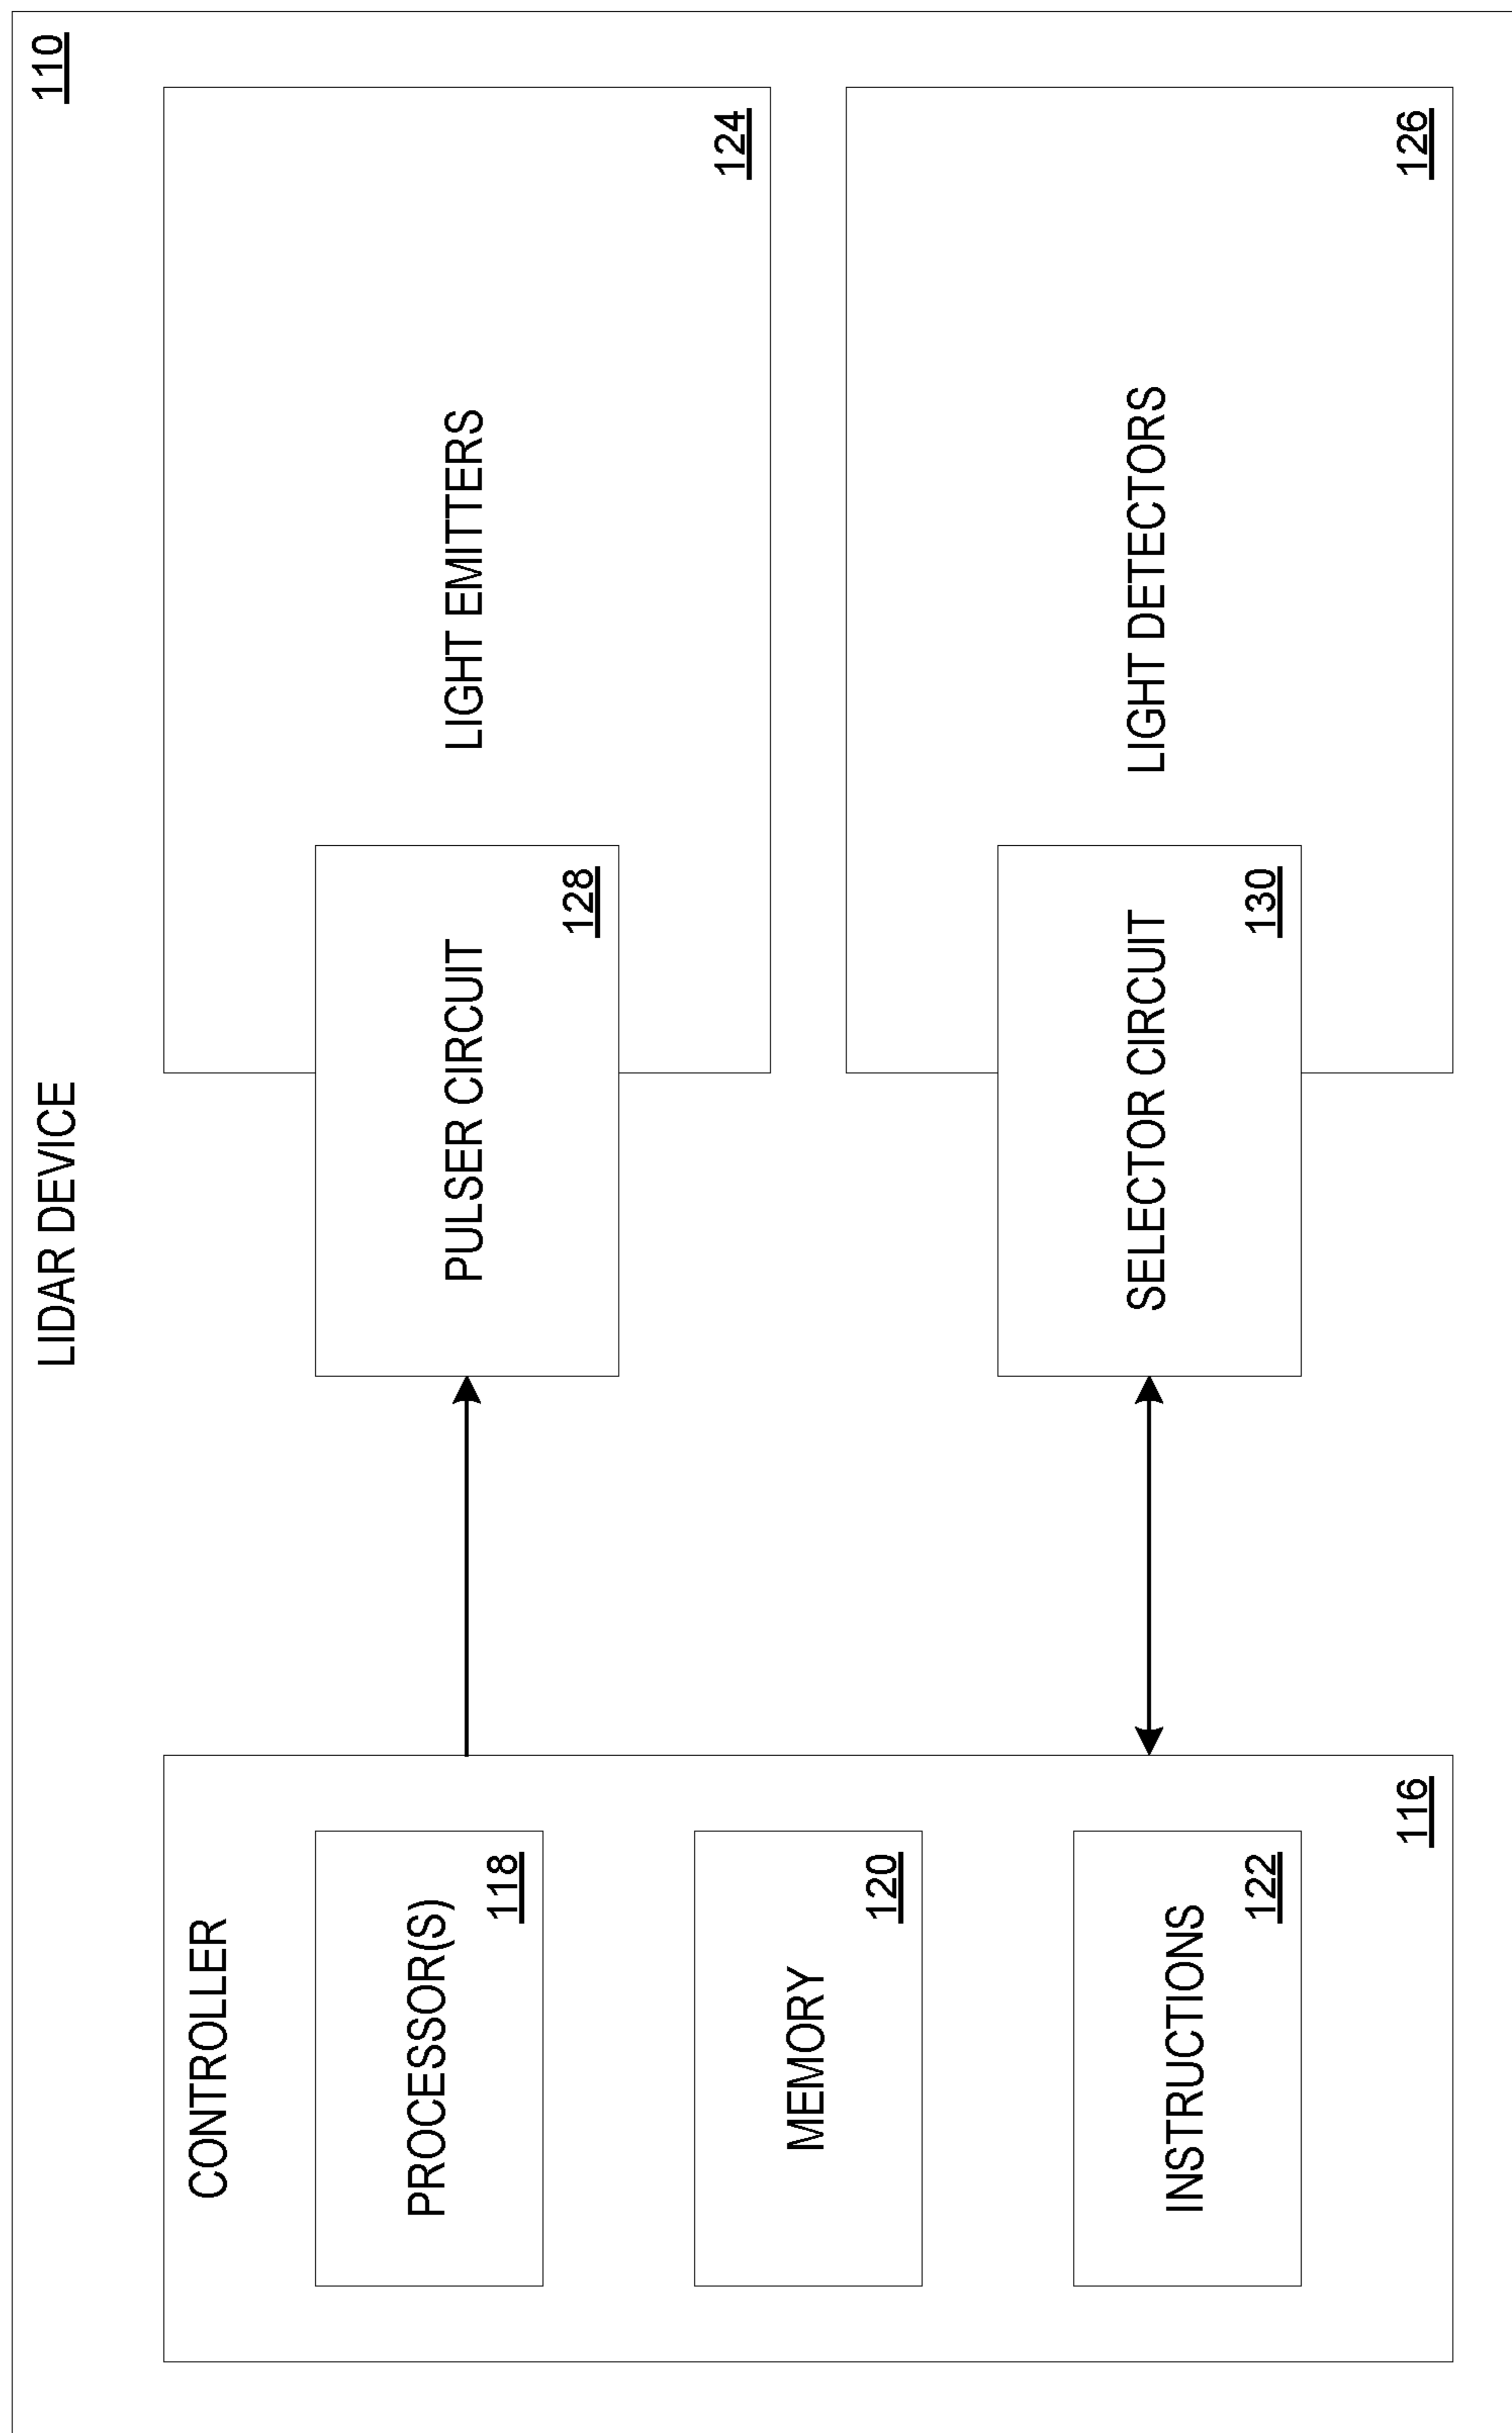 LIDAR DEVICE
110
CONTROLLER
PROCESSOR(S)
118
MEMORY
120
INSTRUCTIONS
122
116
PULSER CIRCUIT
128
LIGHT EMITTERS
124
SELECTOR CIRCUIT
130
LIGHT DETECTORS
126